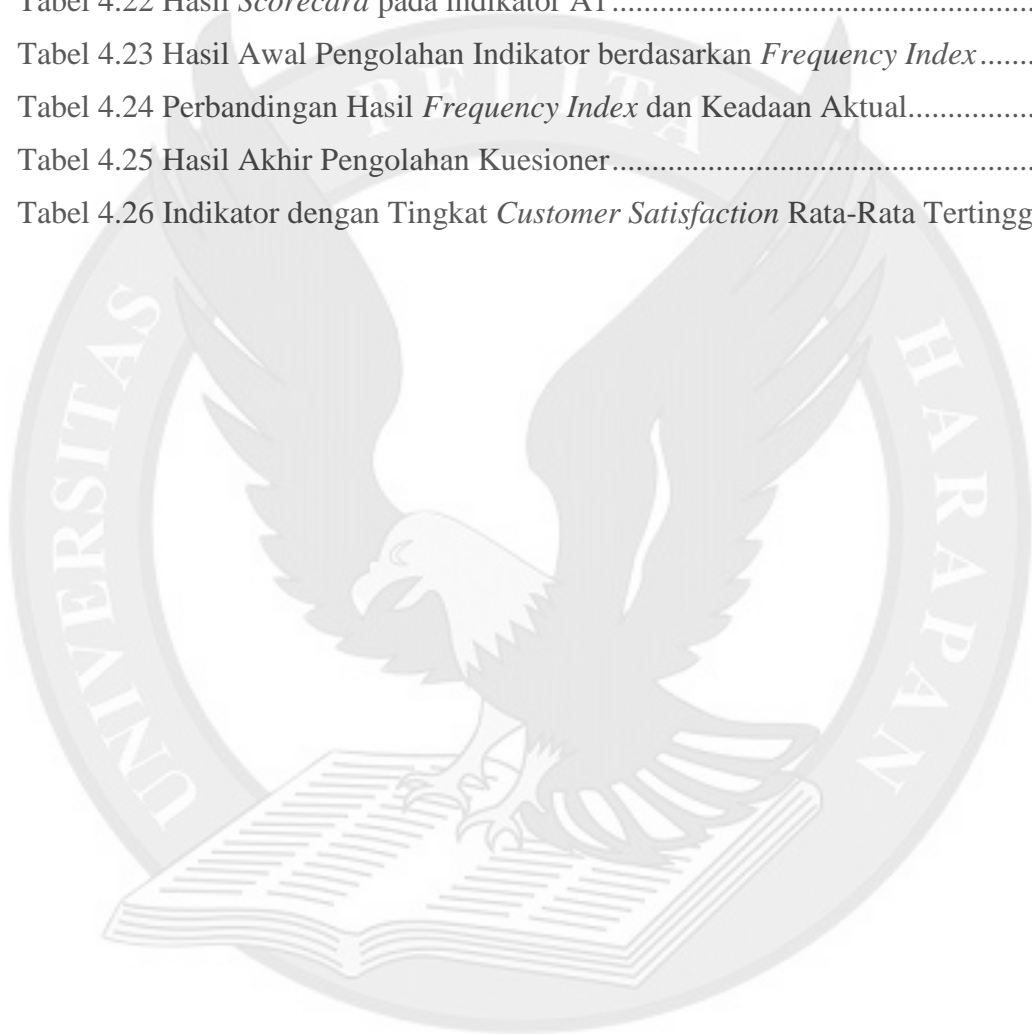 Tabel 4.22 Hasil Scorecard pada Indikator A1
Tabel 4.23 Hasil Awal Pengolahan Indikator berdasarkan Frequency Index
Tabel 4.24 Perbandingan Hasil Frequency Index dan Keadaan Aktual
Tabel 4.25 Hasil Akhir Pengolahan Kuesioner
Tabel 4.26 Indikator dengan Tingkat Customer Satisfaction Rata-Rata Tertingg
UNIVERSITAS PELITA HARAPAN